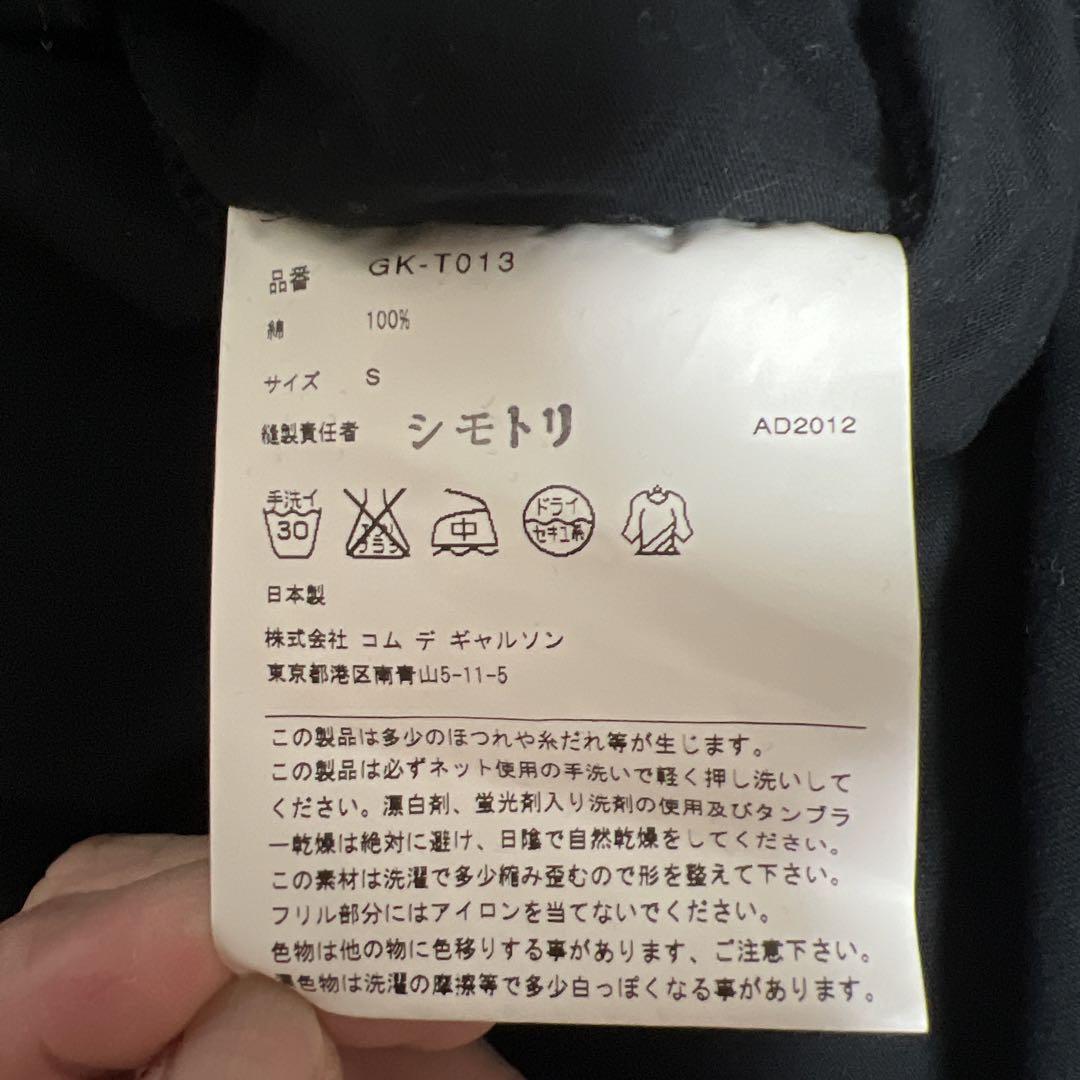 品番 GK-T013
綿 100%
サイズ S
縫製責任者 シモトリ AD2012
手洗イ
30
エンソ
サラシ
中
ドライ
セキユ系
日本製
株式会社 コム デ ギャルソン
東京都港区南青山5-11-5
この製品は多少のほつれや糸だれ等が生じます。
この製品は必ずネット使用の手洗いで軽く押し洗いして
ください。漂白剤、蛍光剤入り洗剤の使用及びタンブラ
ー乾燥は絶対に避け、日陰で自然乾燥をしてください。
この素材は洗濯で多少縮み歪むので形を整えて下さい。
フリル部分にはアイロンを当てないでください。
色物は他の物に色移りする事があります、ご注意下さい。
濃色物は洗濯の摩擦等で多少白っぽくなる事があります。